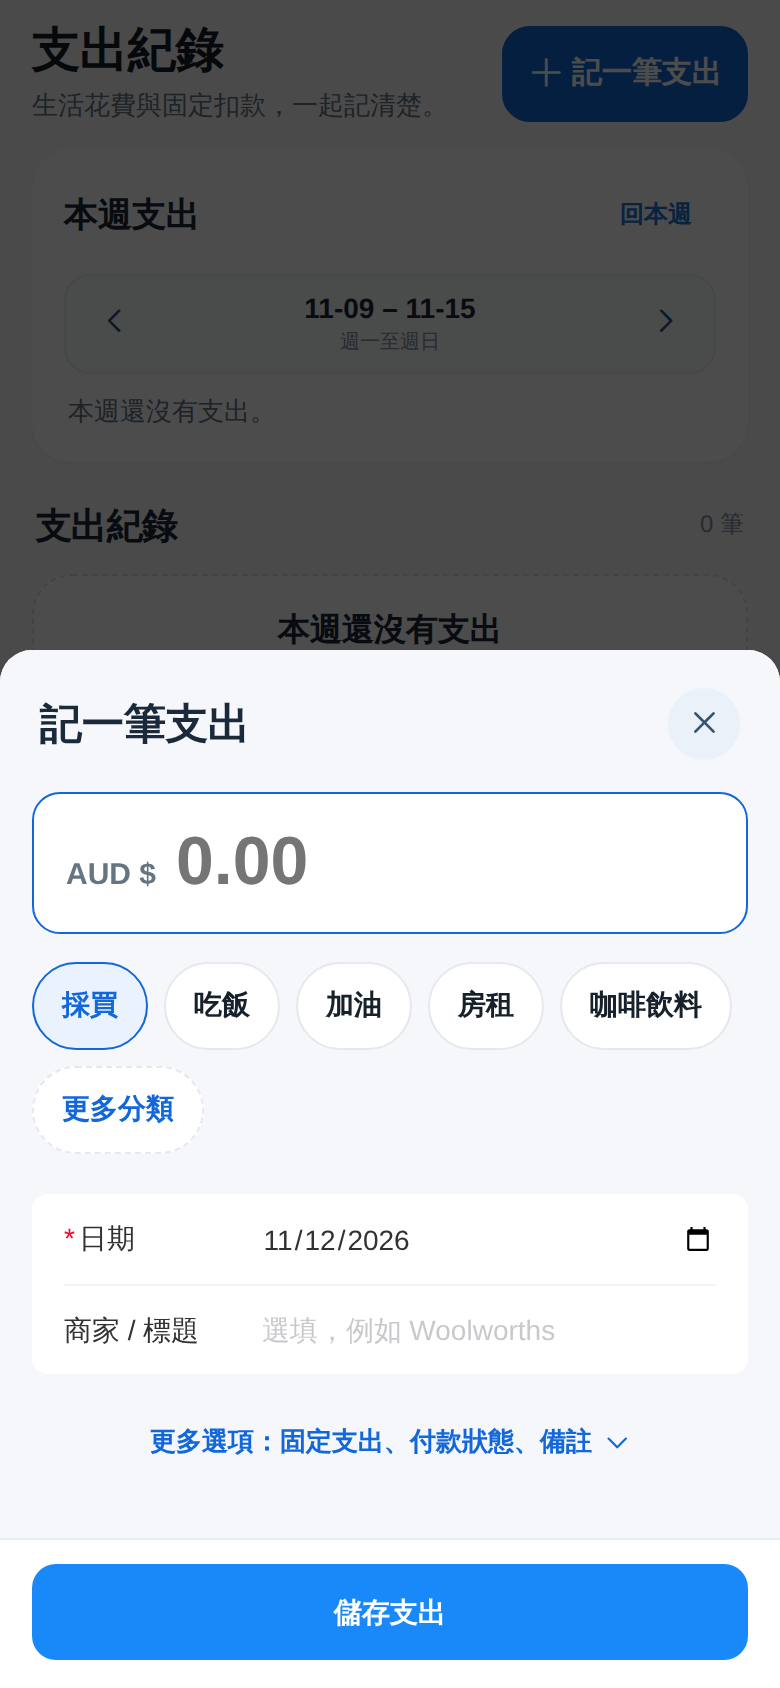 支出紀錄
生活花費與固定扣款，一起記清楚。
記一筆支出
本週支出
回本週
11-09 – 11-15
週一至週日
本週還沒有支出。
支出紀錄
0 筆
本週還沒有支出
記一筆支出
AUD $ 0.00
採買 吃飯 加油 房租 咖啡飲料
更多分類
*日期 11/12/2026
商家 / 標題 選填，例如 Woolworths
更多選項：固定支出、付款狀態、備註
儲存支出